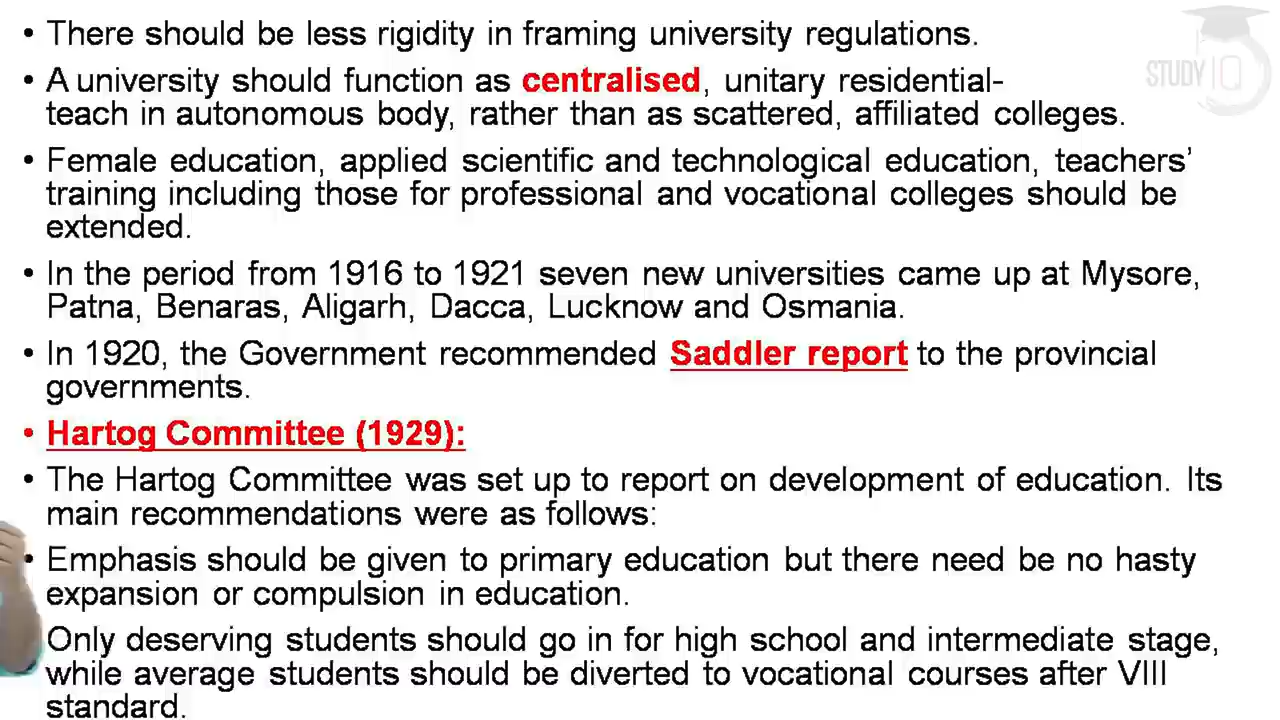 • There should be less rigidity in framing university regulations.
• A university should function as centralised, unitary residential-
teach in autonomous body, rather than as scattered, affiliated colleges.
• Female education, applied scientific and technological education, teachers’
training including those for professional and vocational colleges should be
extended.
• In the period from 1916 to 1921 seven new universities came up at Mysore,
Patna, Benaras, Aligarh, Dacca, Lucknow and Osmania.
• In 1920, the Government recommended Saddler report to the provincial
governments.
• Hartog Committee (1929):
• The Hartog Committee was set up to report on development of education. Its
main recommendations were as follows:
• Emphasis should be given to primary education but there need be no hasty
expansion or compulsion in education.
Only deserving students should go in for high school and intermediate stage,
while average students should be diverted to vocational courses after VIII
standard.
STUDY IQ